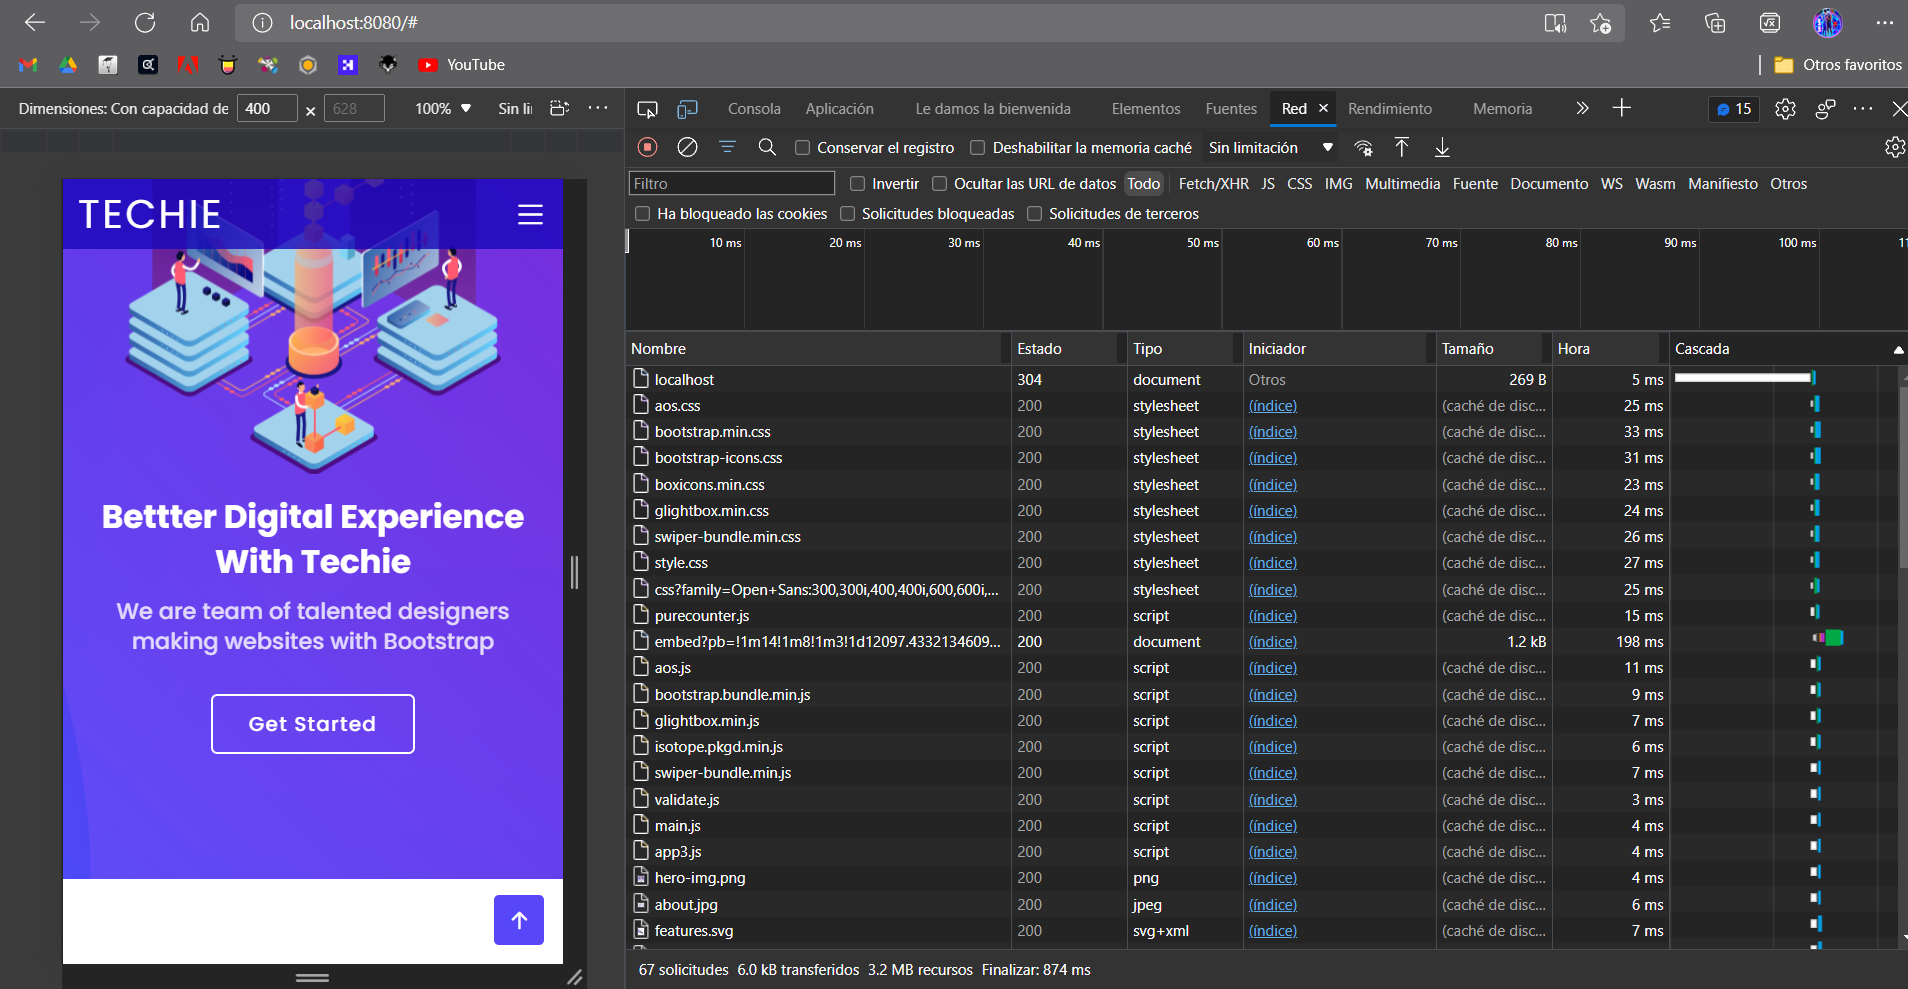 localhost:8080/#
YouTube
Otros favoritos
Dimensiones: Con capacidad de 400 x 628 100% Sin li
Consola Aplicación Le damos la bienvenida Elementos Fuentes Red Rendimiento Memoria 15
Conservar el registro Deshabilitar la memoria caché Sin limitación
Filtro Invertir Ocultar las URL de datos Todo Fetch/XHR JS CSS IMG Multimedia Fuente Documento WS Wasm Manifiesto Otros
Ha bloqueado las cookies Solicitudes bloqueadas Solicitudes de terceros
10 ms 20 ms 30 ms 40 ms 50 ms 60 ms 70 ms 80 ms 90 ms 100 ms 11
TECHIE
Bettter Digital Experience
With Techie
We are team of talented designers
making websites with Bootstrap
Get Started
Nombre Estado Tipo Iniciador Tamaño Hora Cascada
localhost 304 document Otros 269 B 5 ms
aos.css 200 stylesheet (índice) (caché de disc... 25 ms
bootstrap.min.css 200 stylesheet (índice) (caché de disc... 33 ms
bootstrap-icons.css 200 stylesheet (índice) (caché de disc... 31 ms
boxicons.min.css 200 stylesheet (índice) (caché de disc... 23 ms
glightbox.min.css 200 stylesheet (índice) (caché de disc... 24 ms
swiper-bundle.min.css 200 stylesheet (índice) (caché de disc... 26 ms
style.css 200 stylesheet (índice) (caché de disc... 27 ms
css?family=Open+Sans:300,300i,400,400i,600,600i,... 200 stylesheet (índice) (caché de disc... 25 ms
purecounter.js 200 script (índice) (caché de disc... 15 ms
embed?pb=!1m14!1m8!1m3!1d12097.4332134609... 200 document (índice) 1.2 kB 198 ms
aos.js 200 script (índice) (caché de disc... 11 ms
bootstrap.bundle.min.js 200 script (índice) (caché de disc... 9 ms
glightbox.min.js 200 script (índice) (caché de disc... 7 ms
isotope.pkgd.min.js 200 script (índice) (caché de disc... 6 ms
swiper-bundle.min.js 200 script (índice) (caché de disc... 7 ms
validate.js 200 script (índice) (caché de disc... 3 ms
main.js 200 script (índice) (caché de disc... 4 ms
app3.js 200 script (índice) (caché de disc... 4 ms
hero-img.png 200 png (índice) (caché de disc... 4 ms
about.jpg 200 jpeg (índice) (caché de disc... 6 ms
features.svg 200 svg+xml (índice) (caché de disc... 7 ms
67 solicitudes 6.0 kB transferidos 3.2 MB recursos Finalizar: 874 ms